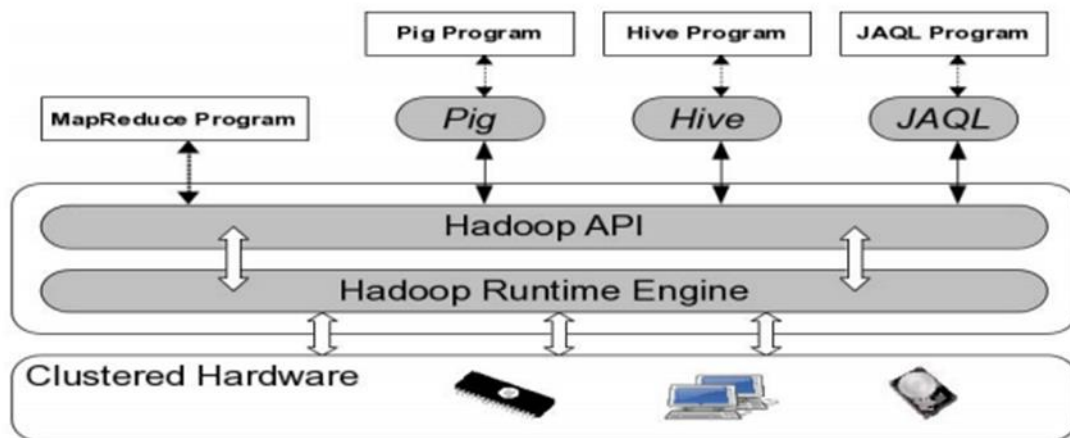 Pig Program
Hive Program
JAQL Program
MapReduce Program
Pig
Hive
JAQL
Hadoop API
Hadoop Runtime Engine
Clustered Hardware